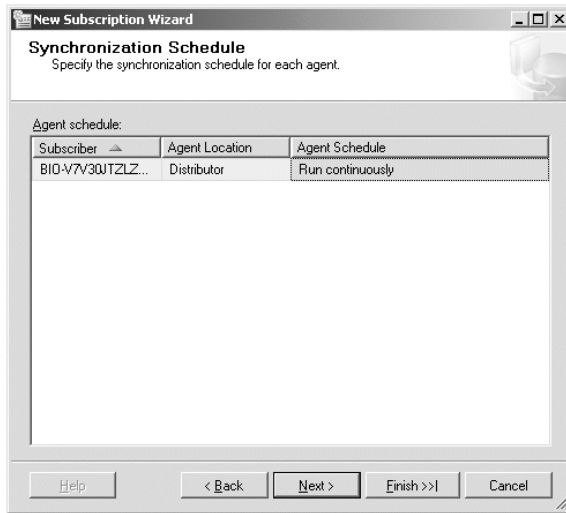 New Subscription Wizard
Synchronization Schedule
Specify the synchronization schedule for each agent.
Agent schedule:
Subscriber Agent Location Agent Schedule
BIO-V7V30JTZLZ... Distributor Run continuously
Help < Back Next > Finish >>| Cancel